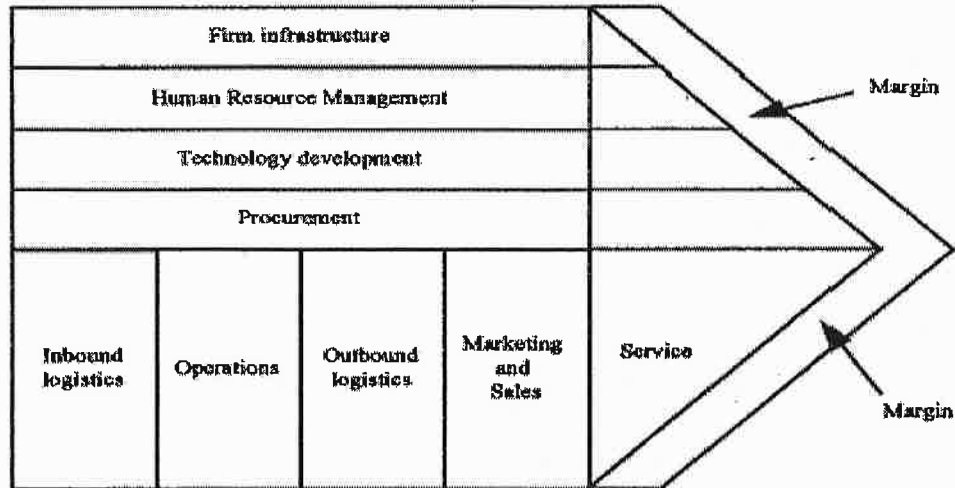 Firm infrastructure
Human Resource Management
Technology development
Procurement
Inbound
logistics
Operations
Outbound
logistics
Marketing
and
Sales
Service
Margin
Margin